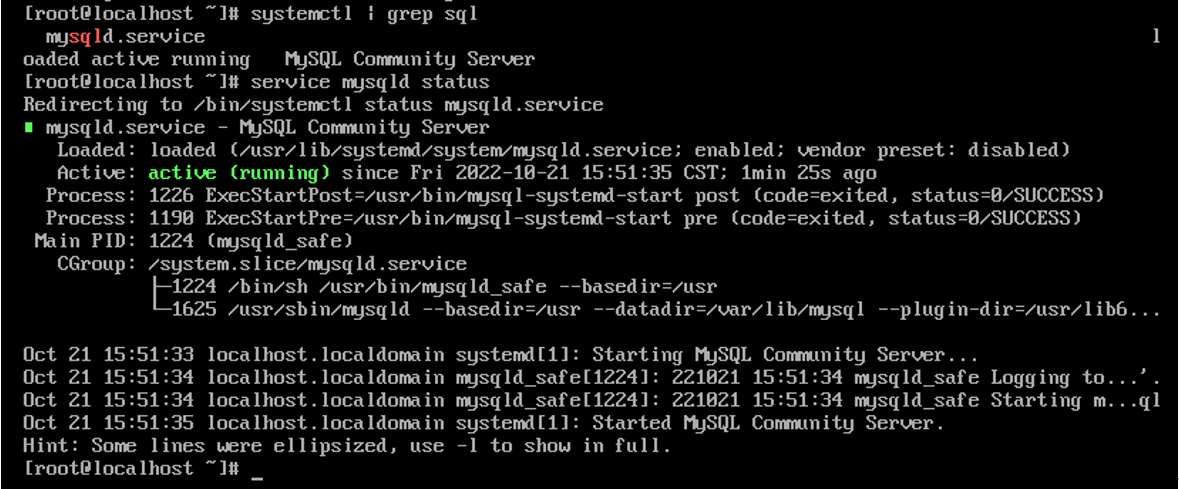 [root@localhost ~]# systemctl | grep sql
mysqld.service l
oaded active running MySQL Community Server
[root@localhost ~]# service mysqld status
Redirecting to /bin/systemctl status mysqld.service
mysqld.service - MySQL Community Server
Loaded: loaded (/usr/lib/systemd/system/mysqld.service; enabled; vendor preset: disabled)
Active: active (running) since Fri 2022-10-21 15:51:35 CST; 1min 25s ago
Process: 1226 ExecStartPost=/usr/bin/mysql-systemd-start post (code=exited, status=0/SUCCESS)
Process: 1190 ExecStartPre=/usr/bin/mysql-systemd-start pre (code=exited, status=0/SUCCESS)
Main PID: 1224 (mysqld_safe)
CGroup: /system.slice/mysqld.service
├─1224 /bin/sh /usr/bin/mysqld_safe --basedir=/usr
└─1625 /usr/sbin/mysqld --basedir=/usr --datadir=/var/lib/mysql --plugin-dir=/usr/lib6...
Oct 21 15:51:33 localhost.localdomain systemd[1]: Starting MySQL Community Server...
Oct 21 15:51:34 localhost.localdomain mysqld_safe[1224]: 221021 15:51:34 mysqld_safe Logging to...'.
Oct 21 15:51:34 localhost.localdomain mysqld_safe[1224]: 221021 15:51:34 mysqld_safe Starting m...ql
Oct 21 15:51:35 localhost.localdomain systemd[1]: Started MySQL Community Server.
Hint: Some lines were ellipsized, use -l to show in full.
[root@localhost ~]# _